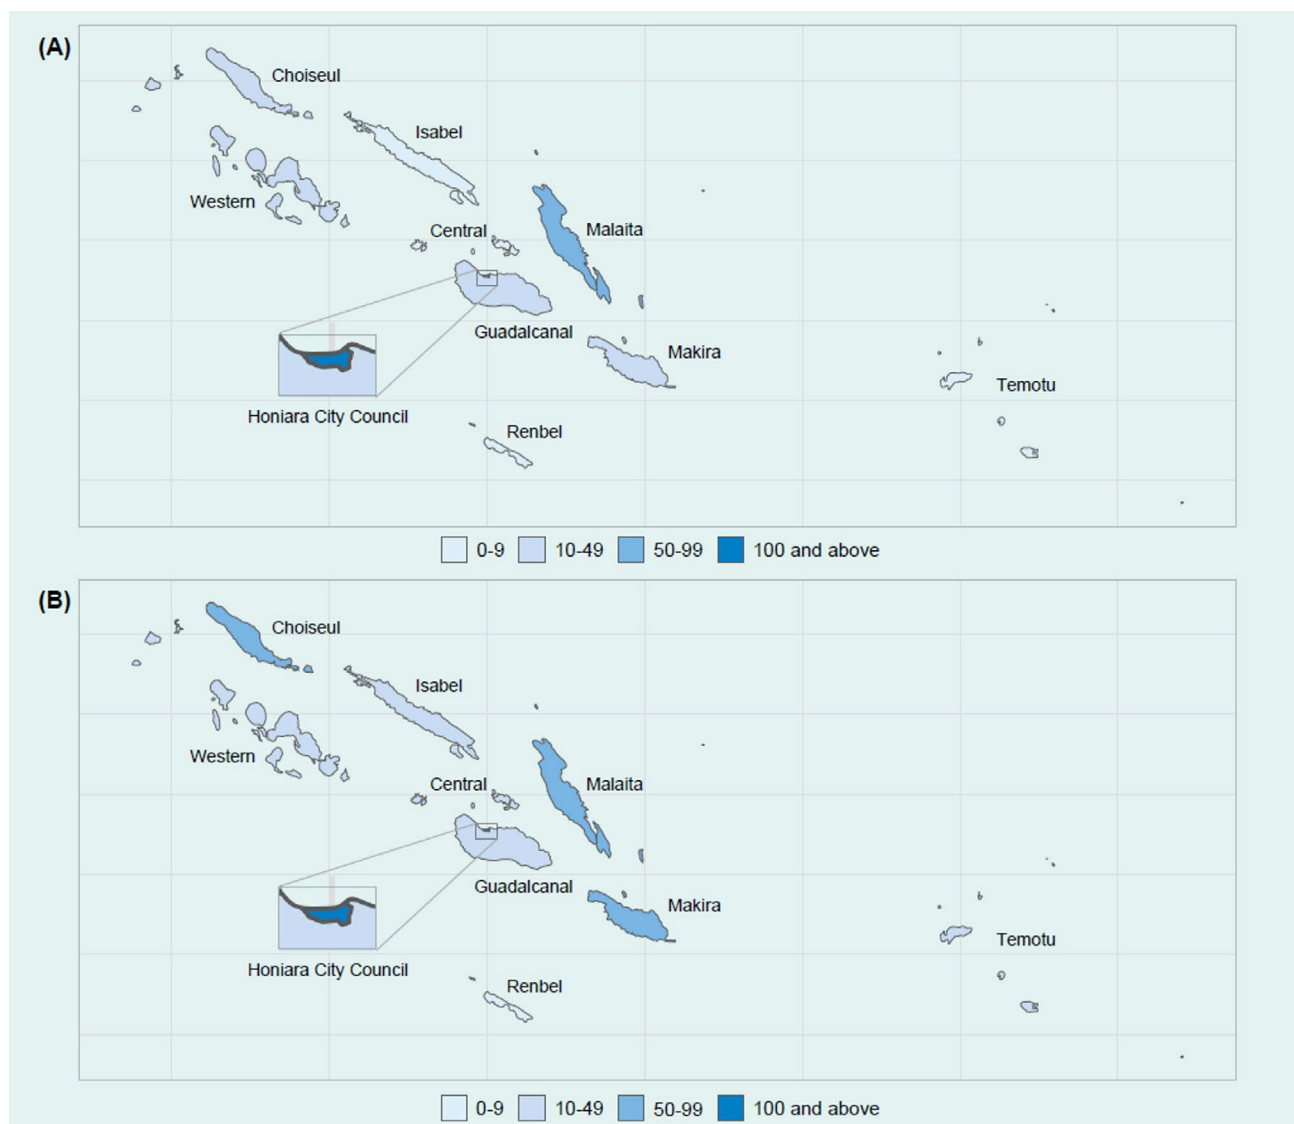 (A)
Choiseul
Isabel
Western
Central
Malaita
Guadalcanal
Makira
Temotu
Honiara City Council
Renbel
0-9 10-49 50-99 100 and above
(B)
Choiseul
Isabel
Western
Central
Malaita
Guadalcanal
Makira
Temotu
Honiara City Council
Renbel
0-9 10-49 50-99 100 and above